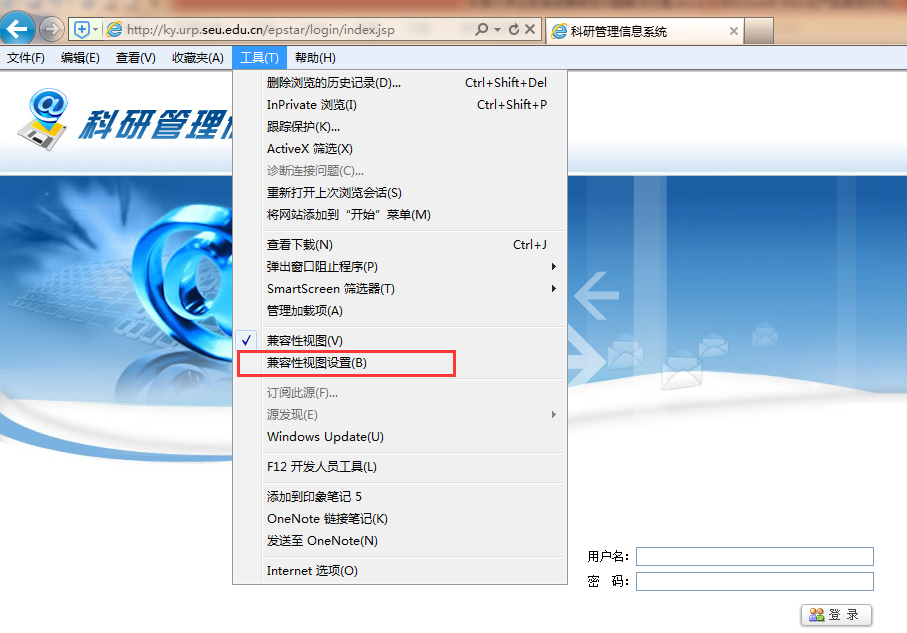 http://ky.urp.seu.edu.cn/epstar/login/index.jsp
科研管理信息系统
文件(F) 编辑(E) 查看(V) 收藏夹(A) 工具(T) 帮助(H)
科研管理
删除浏览的历史记录(D)... Ctrl+Shift+Del
InPrivate 浏览(I) Ctrl+Shift+P
跟踪保护(K)...
ActiveX 筛选(X)
诊断连接问题(C)...
重新打开上次浏览会话(S)
将网站添加到“开始”菜单(M)
查看下载(N) Ctrl+J
弹出窗口阻止程序(P)
SmartScreen 筛选器(T)
管理加载项(A)
兼容性视图(V)
兼容性视图设置(B)
订阅此源(F)...
源发现(E)
Windows Update(U)
F12 开发人员工具(L)
添加到印象笔记 5
OneNote 链接笔记(K)
发送至 OneNote(N)
Internet 选项(O)
用户名：
密 码：
登 录